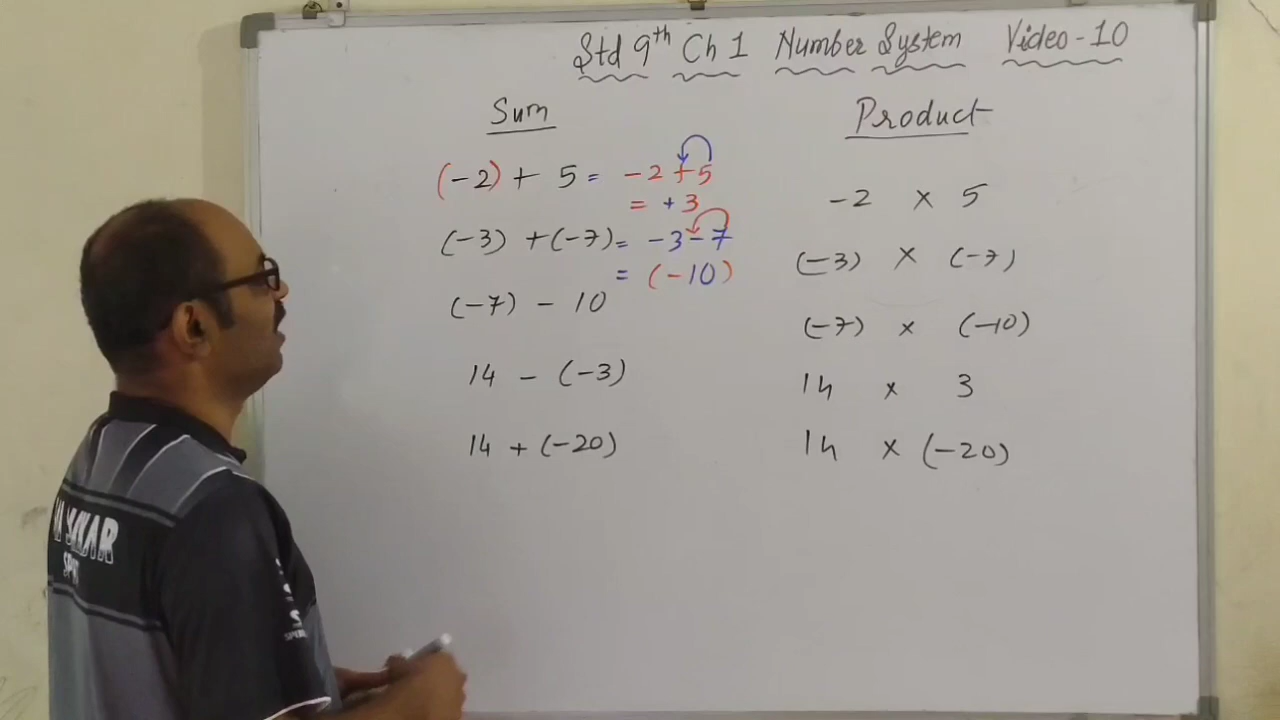 Std 9th Ch 1 Number System Video-10
Sum
(-2) + 5 = -2+5
= +3
(-3) +(-7)= -3-7
= (-10)
(-7) - 10
14 - (-3)
14 + (-20)
Product
-2 × 5
(-3) × (-7)
(-7) × (-10)
14 × 3
14 × (-20)